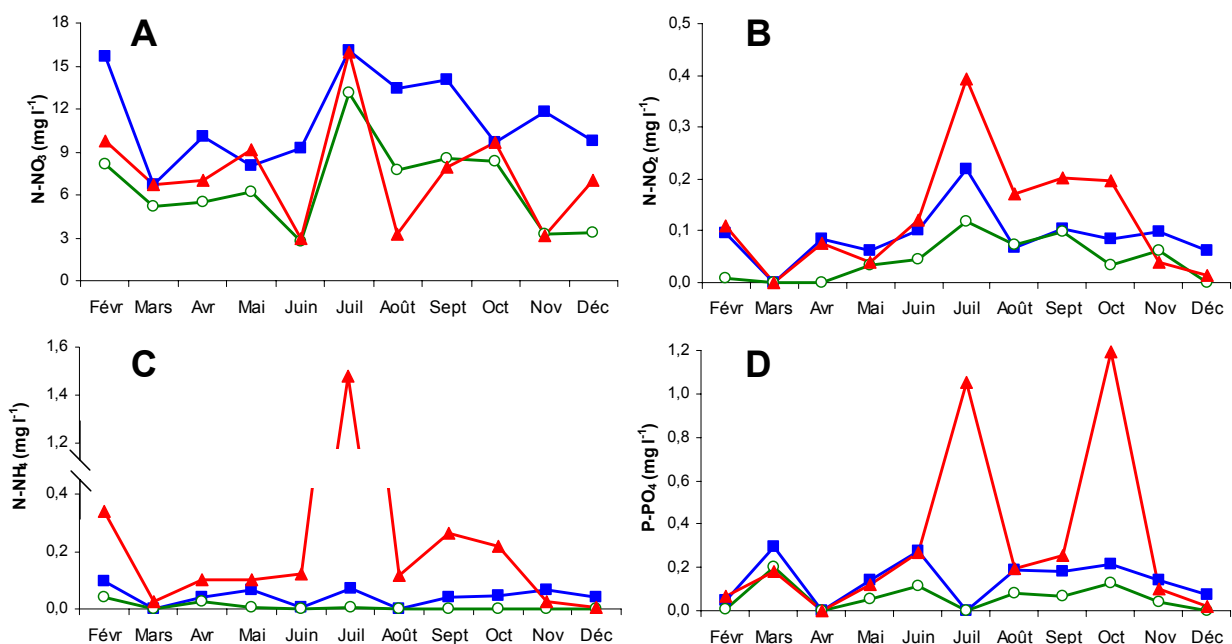 A
N-NO3 (mg l-1)
18
15
12
9
6
3
0
Févr Mars Avr Mai Juin Juil Août Sept Oct Nov Déc
B
N-NO2 (mg l-1)
0,5
0,4
0,3
0,2
0,1
0,0
Févr Mars Avr Mai Juin Juil Août Sept Oct Nov Déc
C
N-NH4 (mg l-1)
1,6
1,2
0,4
0,2
0,0
Févr Mars Avr Mai Juin Juil Août Sept Oct Nov Déc
D
P-PO4 (mg l-1)
1,2
1,0
0,8
0,6
0,4
0,2
0,0
Févr Mars Avr Mai Juin Juil Août Sept Oct Nov Déc